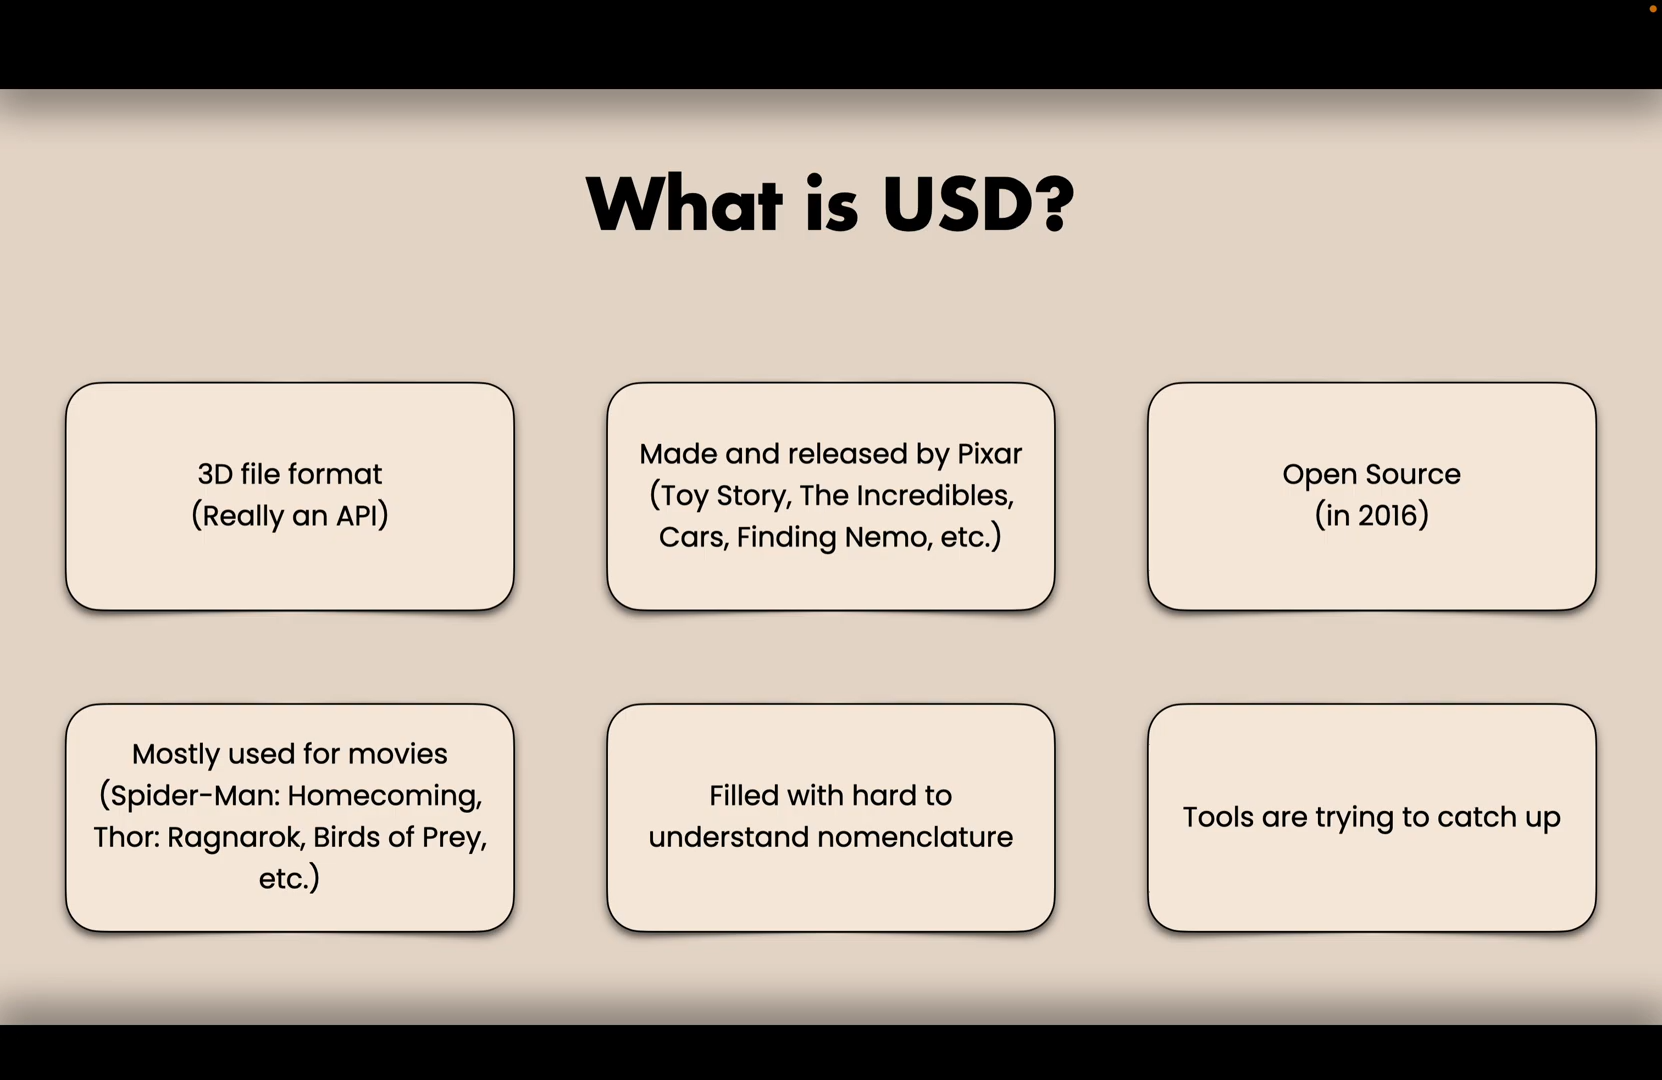 What is USD?
3D file format
(Really an API)
Made and released by Pixar
(Toy Story, The Incredibles,
Cars, Finding Nemo, etc.)
Open Source
(in 2016)
Mostly used for movies
(Spider-Man: Homecoming,
Thor: Ragnarok, Birds of Prey,
etc.)
Filled with hard to
understand nomenclature
Tools are trying to catch up